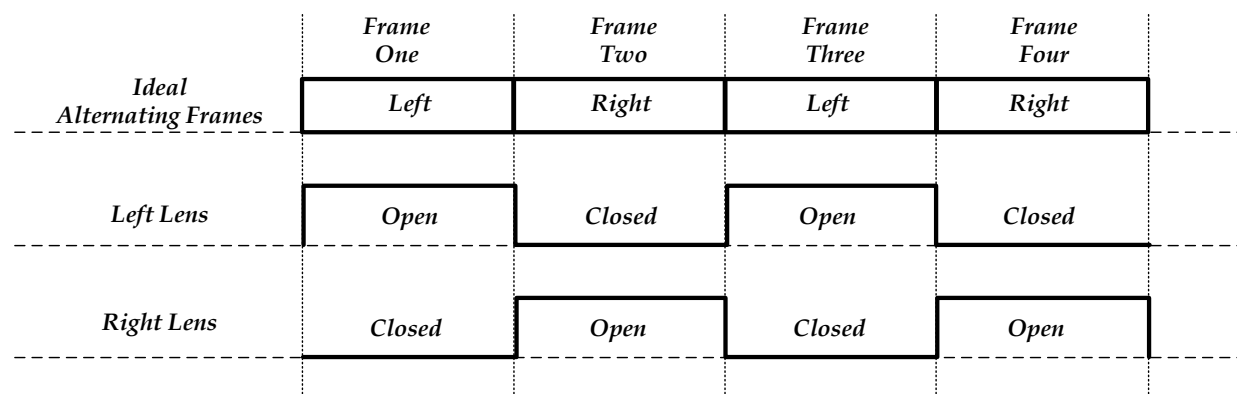 Frame Frame Frame Frame
One Two Three Four
Ideal
Alternating Frames
Left Right Left Right
Left Lens Open Closed Open Closed
Right Lens Closed Open Closed Open